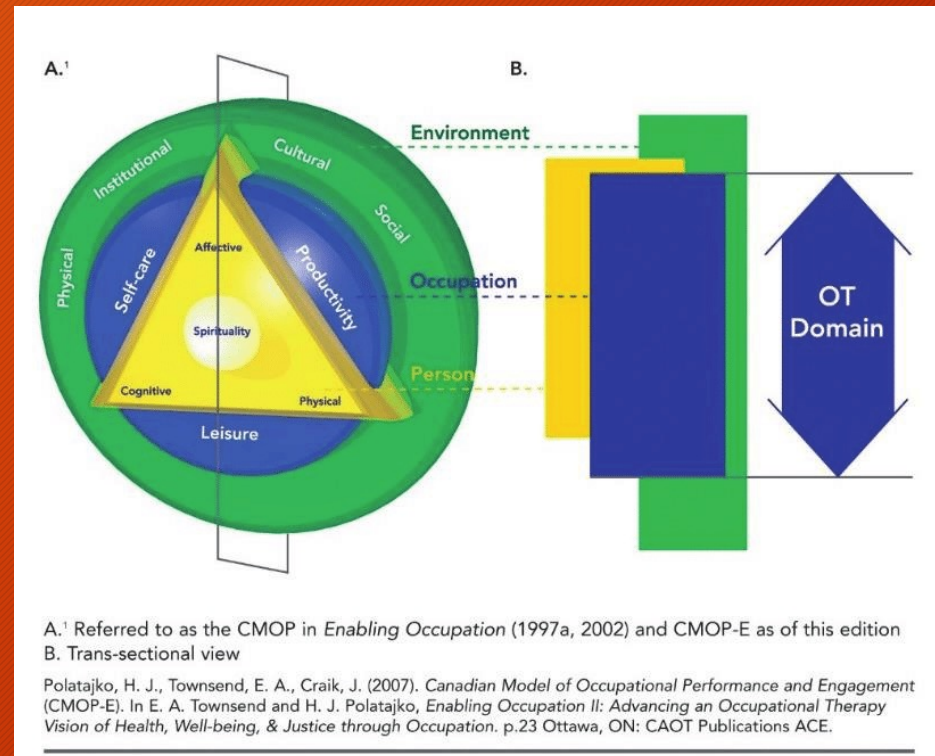 A.¹
B.
Environment
Occupation
Person
Institutional
Cultural
Social
Physical
Self-care
Productivity
Leisure
Affective
Spirituality
Cognitive
Physical
OT
Domain
A.¹ Referred to as the CMOP in Enabling Occupation (1997a, 2002) and CMOP-E as of this edition
B. Trans-sectional view
Polatajko, H. J., Townsend, E. A., Craik, J. (2007). Canadian Model of Occupational Performance and Engagement
(CMOP-E). In E. A. Townsend and H. J. Polatajko, Enabling Occupation II: Advancing an Occupational Therapy
Vision of Health, Well-being, & Justice through Occupation. p.23 Ottawa, ON: CAOT Publications ACE.